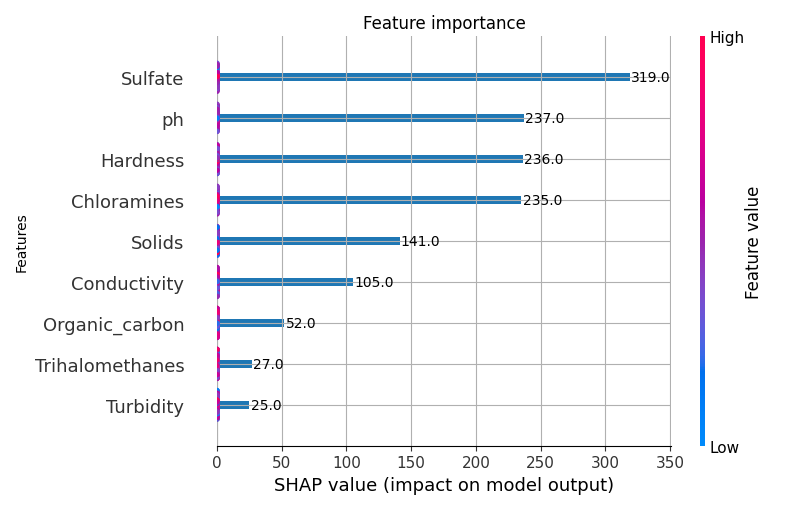 Feature importance
High
Sulfate 319.0
ph 237.0
Hardness 236.0
Chloramines 235.0
Solids 141.0
Conductivity 105.0
Organic_carbon 52.0
Trihalomethanes 27.0
Turbidity 25.0
Features
Feature value
Low
0 50 100 150 200 250 300 350
SHAP value (impact on model output)